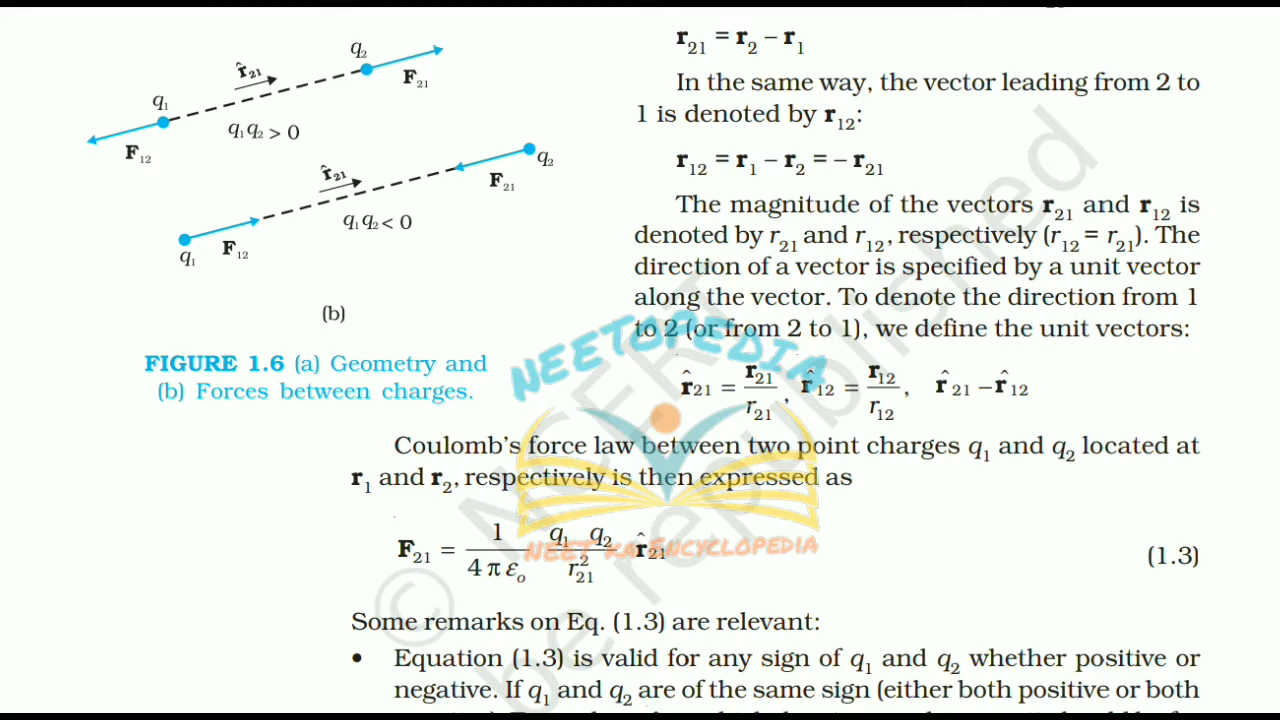 q₂
r̂₂₁
F₂₁
q₁
q₁q₂ > 0
F₁₂
r̂₂₁
q₂
F₂₁
q₁q₂ < 0
F₁₂
q₁
(b)
FIGURE 1.6 (a) Geometry and
(b) Forces between charges.
r₂₁ = r₂ – r₁
In the same way, the vector leading from 2 to
1 is denoted by r₁₂:
r₁₂ = r₁ – r₂ = – r₂₁
The magnitude of the vectors r₂₁ and r₁₂ is
denoted by r₂₁ and r₁₂, respectively (r₁₂ = r₂₁). The
direction of a vector is specified by a unit vector
along the vector. To denote the direction from 1
to 2 (or from 2 to 1), we define the unit vectors:
r̂₂₁ = r₂₁/r₂₁, r̂₁₂ = r₁₂/r₁₂, r̂₂₁ – r̂₁₂
Coulomb's force law between two point charges q₁ and q₂ located at
r₁ and r₂, respectively is then expressed as
F₂₁ = 1/(4 π ε₀) q₁ q₂/r₂₁² r̂₂₁ (1.3)
Some remarks on Eq. (1.3) are relevant:
• Equation (1.3) is valid for any sign of q₁ and q₂ whether positive or
negative. If q₁ and q₂ are of the same sign (either both positive or both
NEETOPEDIA
NEET KA ENCYCLOPEDIA
© NCERT
be republished